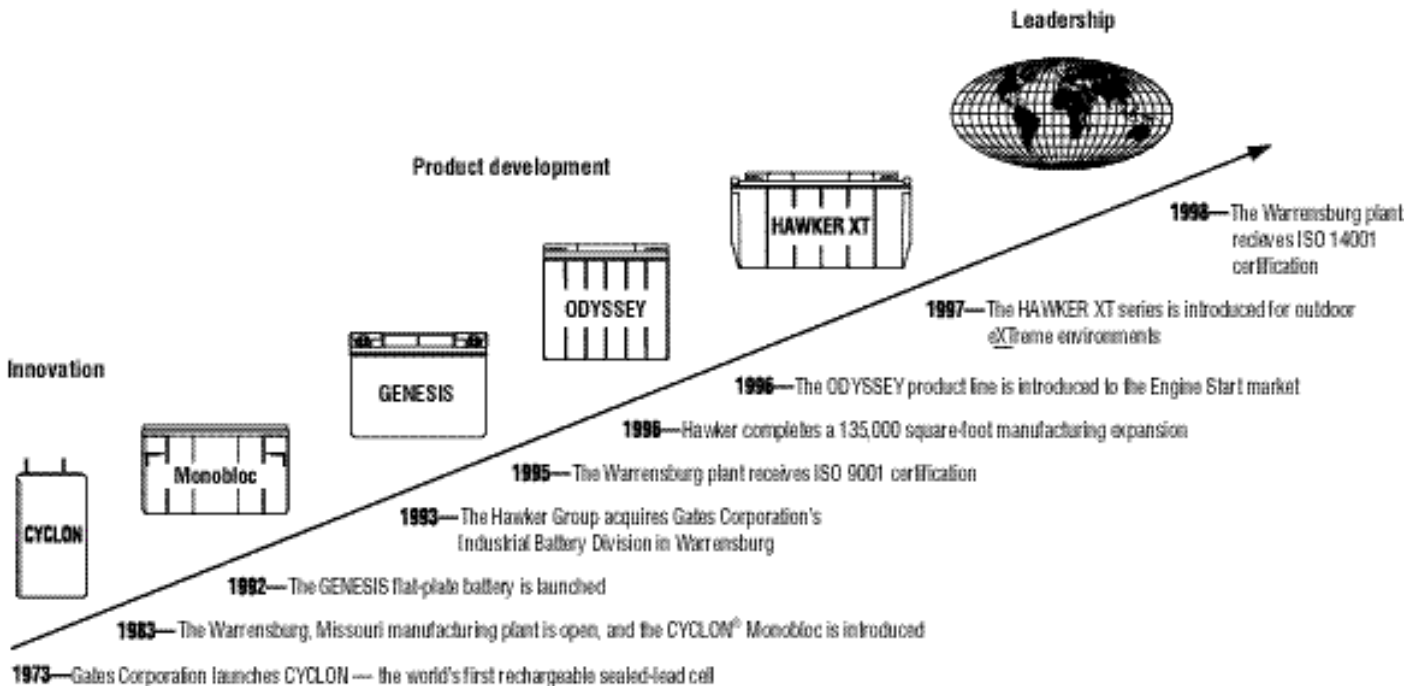 Leadership
Product development
HAWKER XT
1998—The Warrensburg plant
recieves ISO 14001
certification
ODYSSEY
1997—The HAWKER XT series is introduced for outdoor
eXTreme environments
Innovation
GENESIS
1996—The ODYSSEY product line is introduced to the Engine Start market
1996—Hawker completes a 135,000 square-foot manufacturing expansion
Monobloc
1995—The Warrensburg plant receives ISO 9001 certification
CYCLON
1993—The Hawker Group acquires Gates Corporation's
Industrial Battery Division in Warrensburg
1992—The GENESIS flat-plate battery is launched
1983—The Warrensburg, Missouri manufacturing plant is open, and the CYCLON® Monobloc is introduced
1973—Gates Corporation launches CYCLON — the world's first rechargeable sealed-lead cell